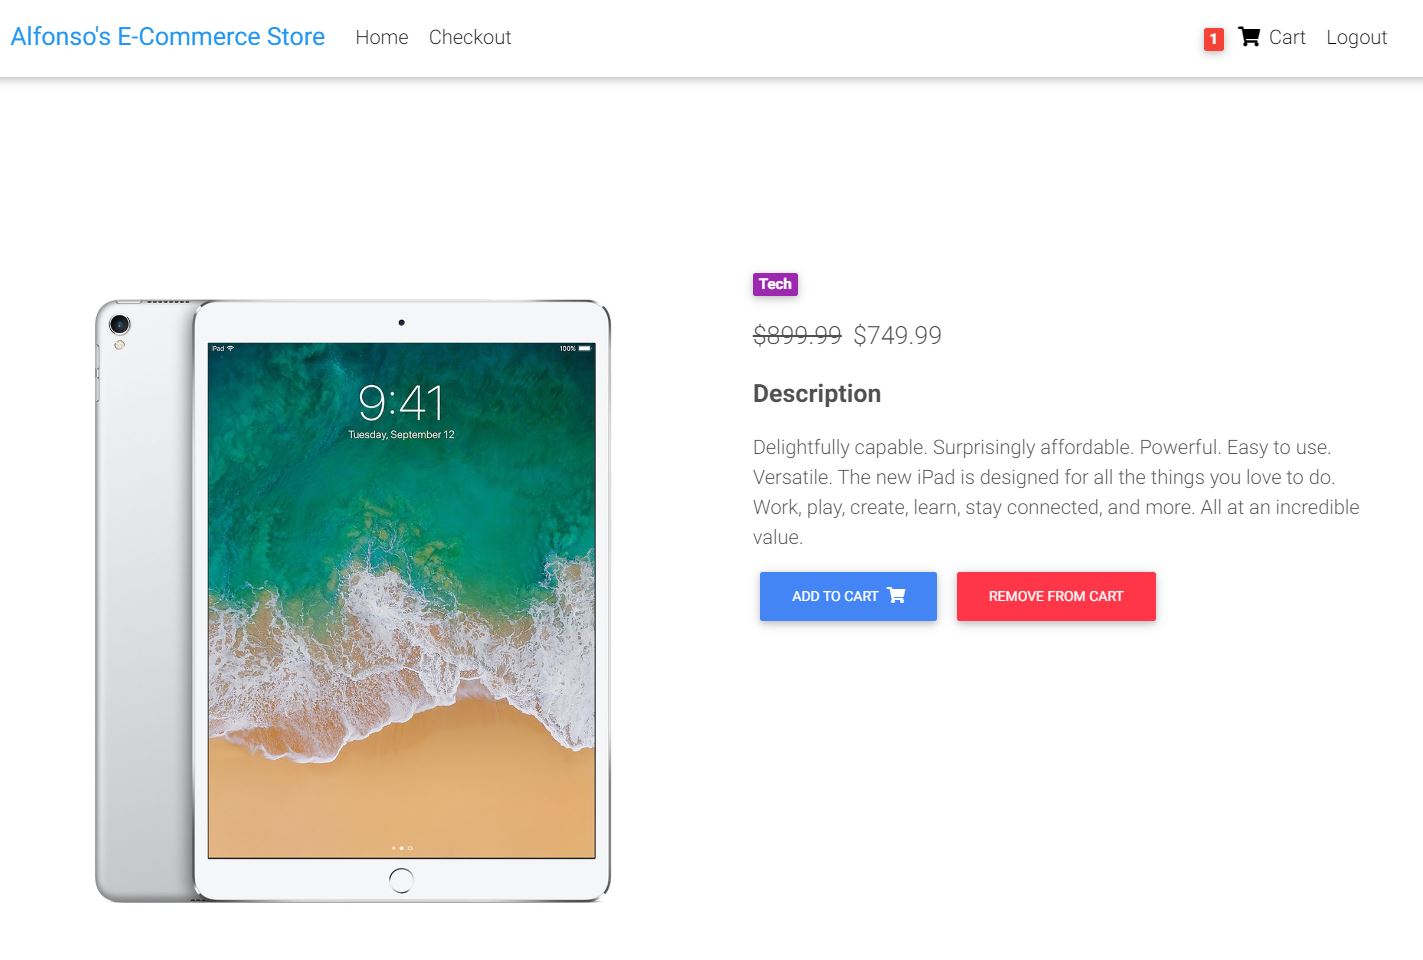 Alfonso's E-Commerce Store Home Checkout 1 Cart Logout
Tech
$899.99 $749.99
Description
Delightfully capable. Surprisingly affordable. Powerful. Easy to use.
Versatile. The new iPad is designed for all the things you love to do.
Work, play, create, learn, stay connected, and more. All at an incredible
value.
ADD TO CART REMOVE FROM CART
iPad 100%
9:41
Tuesday, September 12